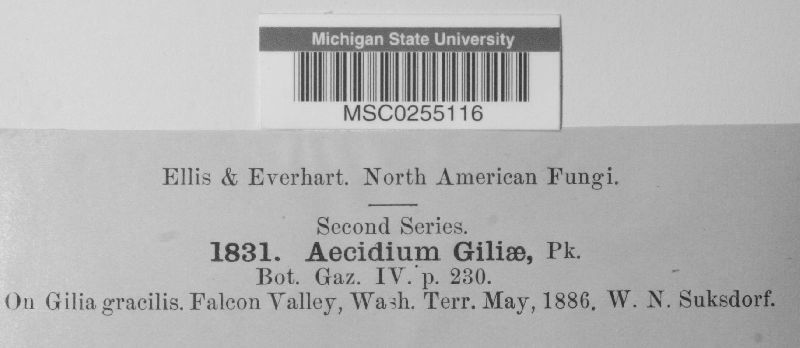 Michigan State University
MSC0255116
Ellis & Everhart. North American Fungi.
Second Series.
1831. Aecidium Giliæ, Pk.
Bot. Gaz. IV. p. 230.
On Gilia gracilis. Falcon Valley, Wash. Terr. May, 1886. W. N. Suksdorf.